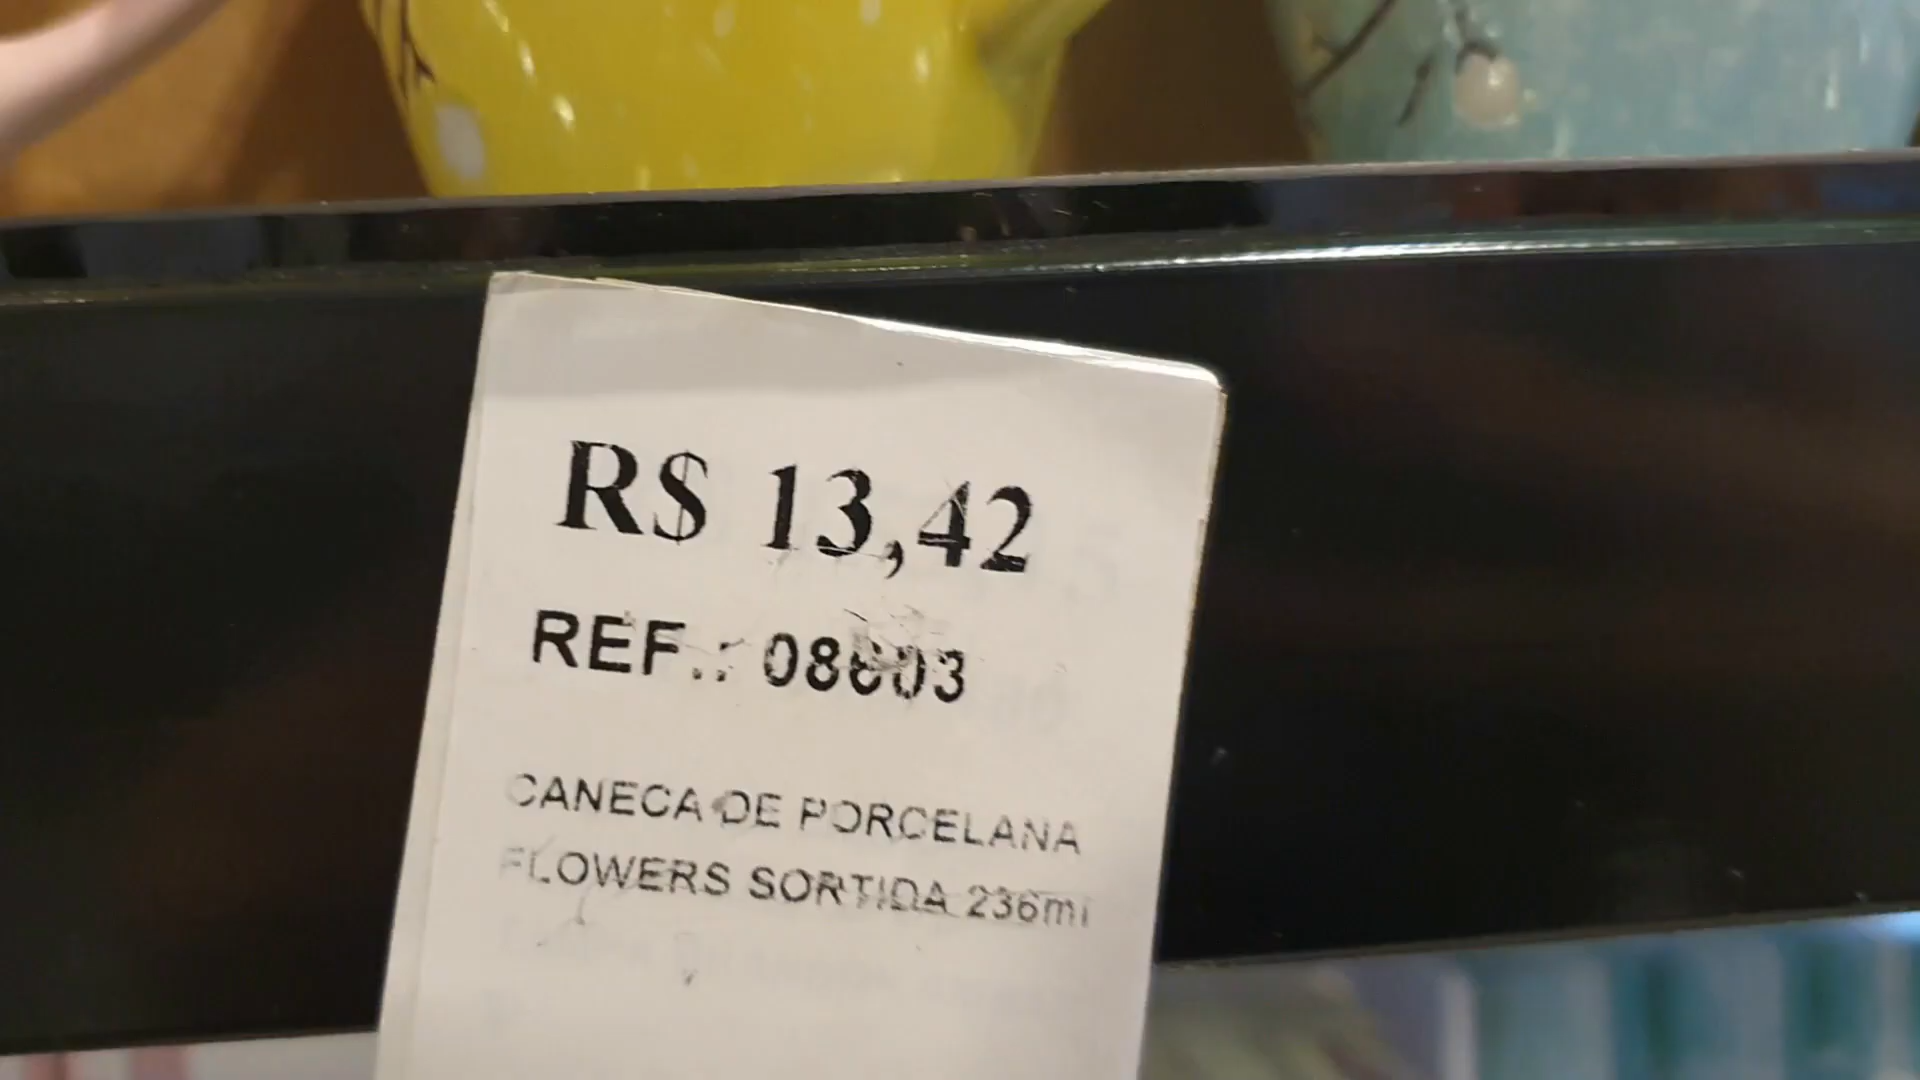 R$ 13,42
REF.: 08803
CANECA DE PORCELANA
FLOWERS SORTIDA 236ml